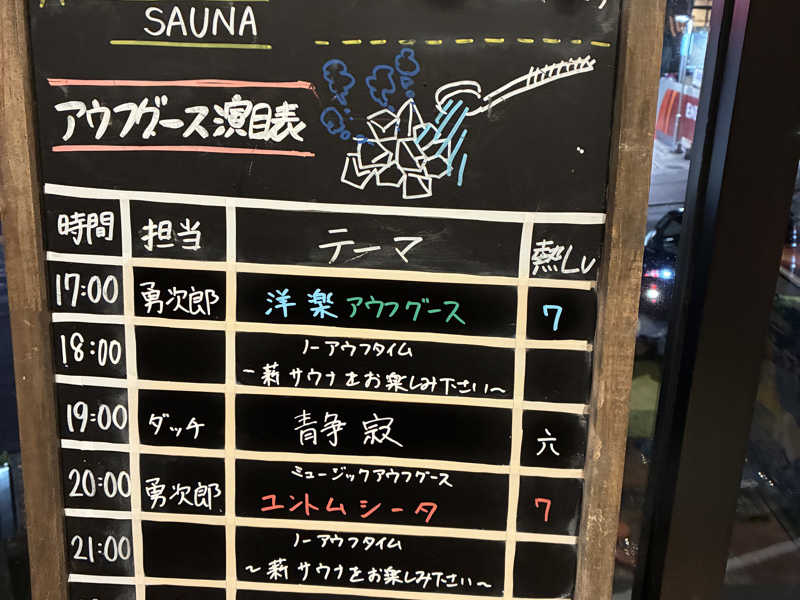 SAUNA
アウフグース演目表
時間 担当 テーマ 熱Lv
17:00 勇次郎 洋楽アウフグース 7
18:00 ノーアウフタイム
~薪サウナをお楽しみ下さい~
19:00 ダッチ 静寂 六
20:00 勇次郎 ミュージックアウフグース 7
ユントムシータ
21:00 ノーアウフタイム
~薪サウナをお楽しみ下さい~